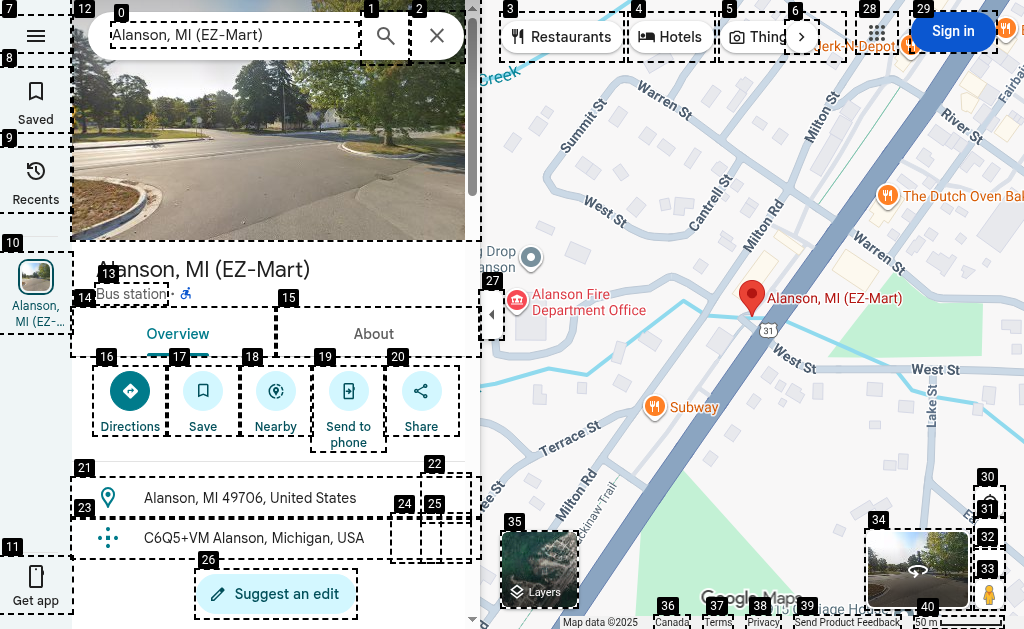 7
12
0
Alanson, MI (EZ-Mart)
1
2
3
Restaurants
4
Hotels
5
Thing
6
28
29
Sign in
8
Saved
9
Recents
10
Alanson,
MI (EZ-...
11
Get app
13
Alanson, MI (EZ-Mart)
Bus station
14
Overview
15
About
16
Directions
17
Save
18
Nearby
19
Send to
phone
20
Share
21
Alanson, MI 49706, United States
22
23
C6Q5+VM Alanson, Michigan, USA
24
25
26
Suggest an edit
27
Creek
Jerk-N-Depot
Warren St
Summit St
Milton St
River St
Fairbai
The Dutch Oven Bak
Cantrell St
West St
Milton Rd
Warren St
Drop
anson
Alanson Fire
Department Office
Alanson, MI (EZ-Mart)
31
West St
West St
Subway
Lake St
Terrace St
Milton Rd
ckinaw Trail
ee St
30
31
32
33
34
35
Layers
Google Maps
36
37
38
39
40
Map data ©2025
Canada
Terms
Privacy
Send Product Feedback
50 m